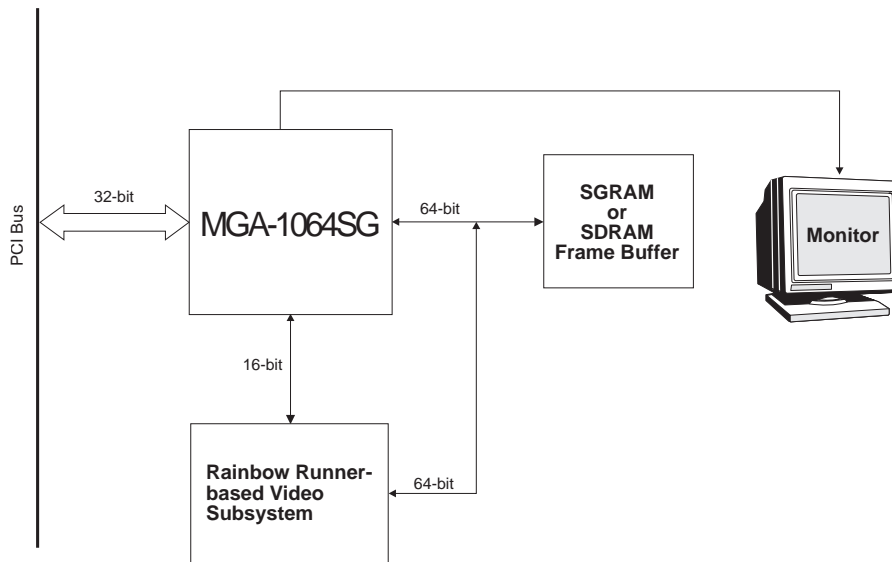 PCI Bus
32-bit
MGA-1064SG
64-bit
SGRAM
or
SDRAM
Frame Buffer
Monitor
16-bit
Rainbow Runner-
based Video
Subsystem
64-bit